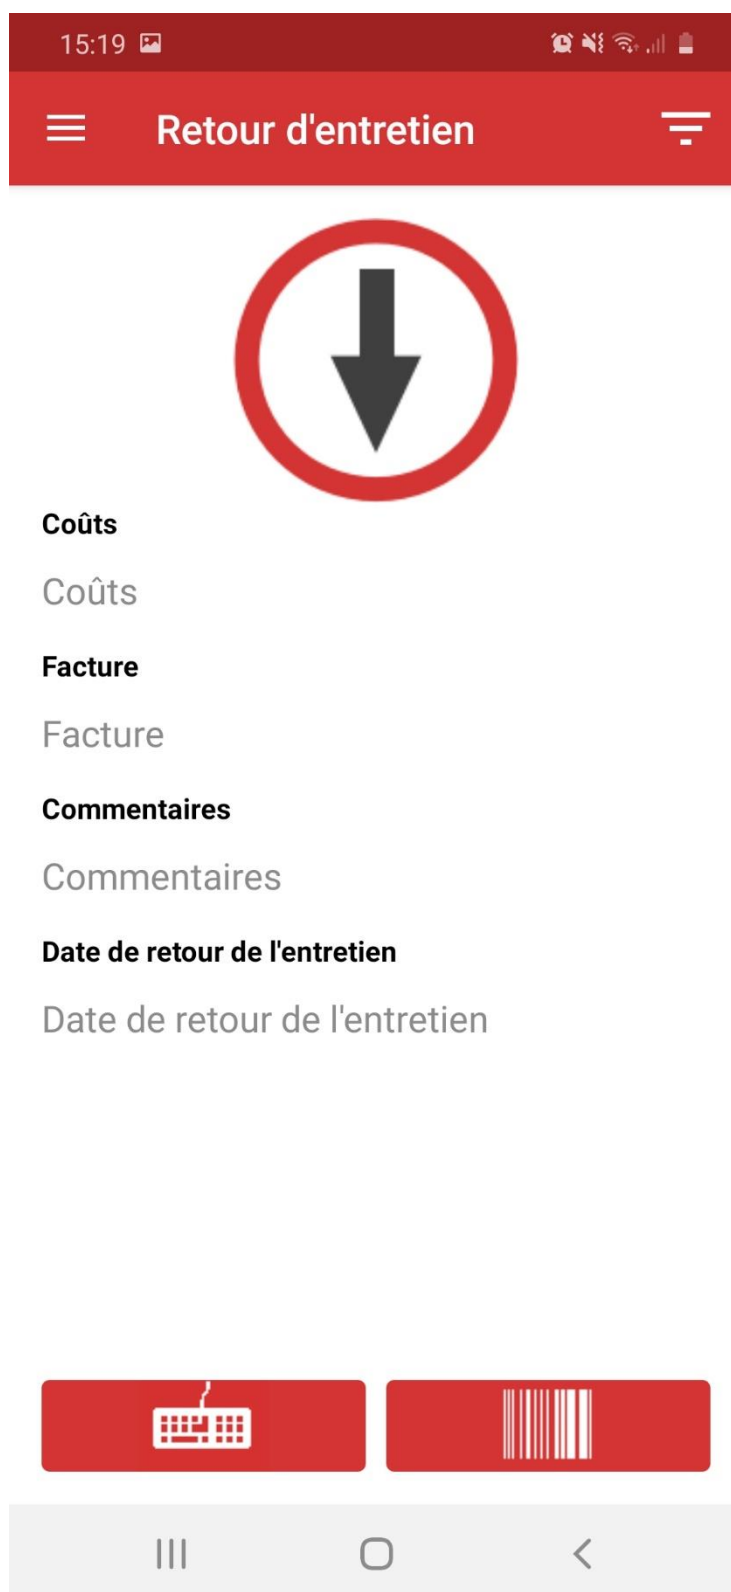 15:19
Retour d'entretien
Coûts
Coûts
Facture
Facture
Commentaires
Commentaires
Date de retour de l'entretien
Date de retour de l'entretien